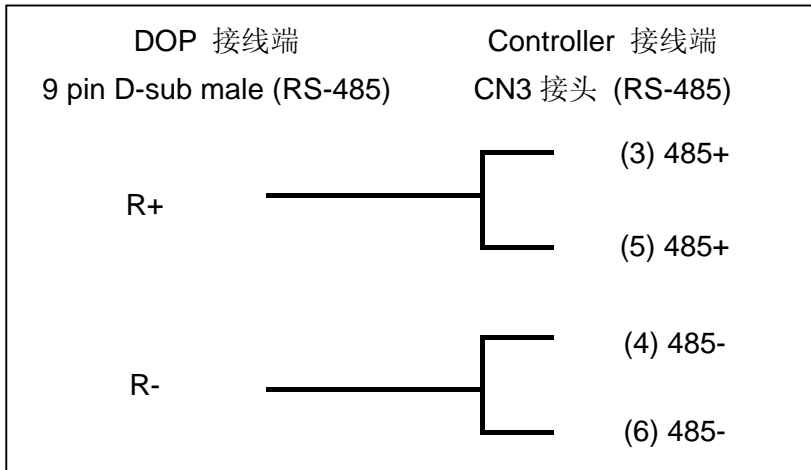 DOP 接线端 Controller 接线端
9 pin D-sub male (RS-485) CN3 接头 (RS-485)
(3) 485+
R+
(5) 485+
(4) 485-
R-
(6) 485-